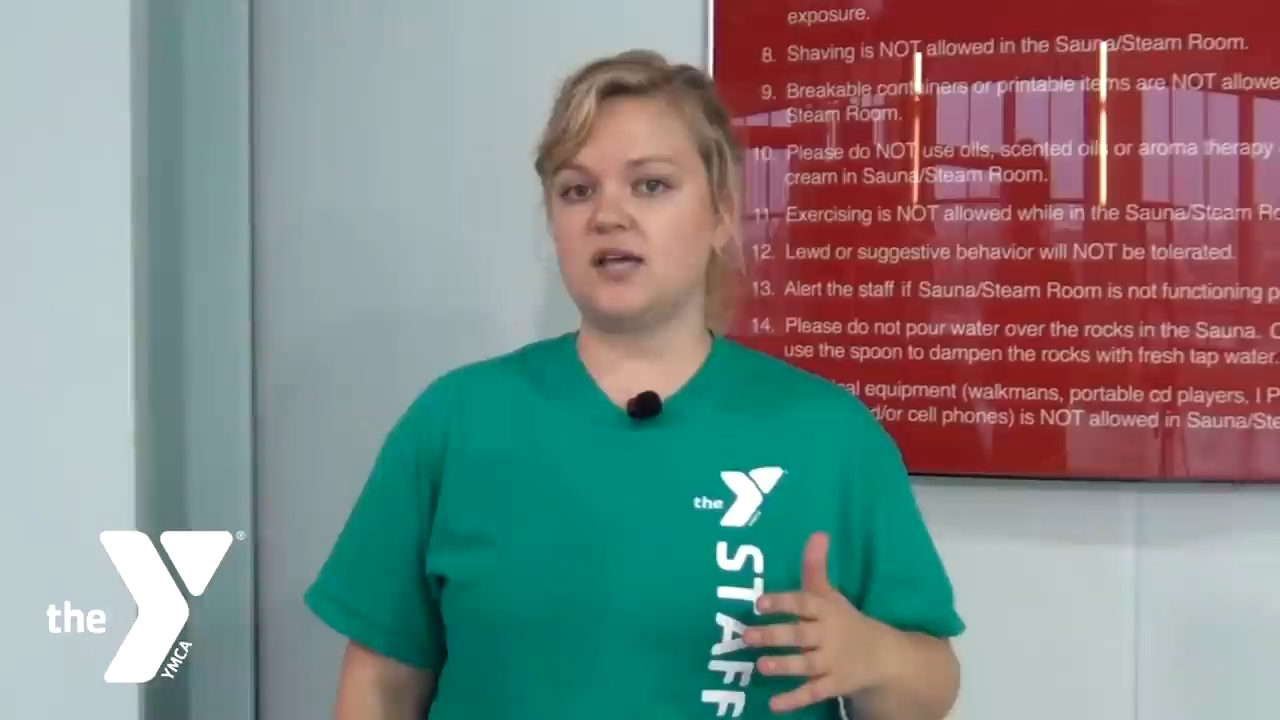 exposure.
8. Shaving is NOT allowed in the Sauna/Steam Room.
9. Breakable containers or printable items are NOT allowe
Steam Room.
10. Please do NOT use oils, scented oils or aroma therapy
cream in Sauna/Steam Room.
11. Exercising is NOT allowed while in the Sauna/Steam Ro
12. Lewd or suggestive behavior will NOT be tolerated.
13. Alert the staff if Sauna/Steam Room is not functioning p
14. Please do not pour water over the rocks in the Sauna. O
use the spoon to dampen the rocks with fresh tap water.
al equipment (walkmans, portable cd players, I P
d/or cell phones) is NOT allowed in Sauna/Ste
the Y
YMCA
STAFF
the Y®
YMCA